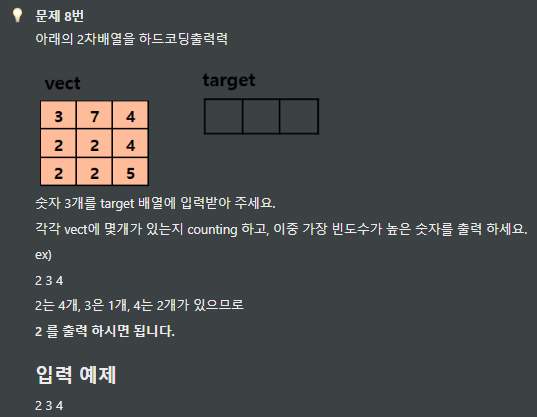 문제 8번
아래의 2차배열을 하드코딩출력력
vect
target
3 7 4
2 2 4
2 2 5
숫자 3개를 target 배열에 입력받아 주세요.
각각 vect에 몇개가 있는지 counting 하고, 이중 가장 빈도수가 높은 숫자를 출력 하세요.
ex)
2 3 4
2는 4개, 3은 1개, 4는 2개가 있으므로
2 를 출력 하시면 됩니다.
입력 예제
2 3 4